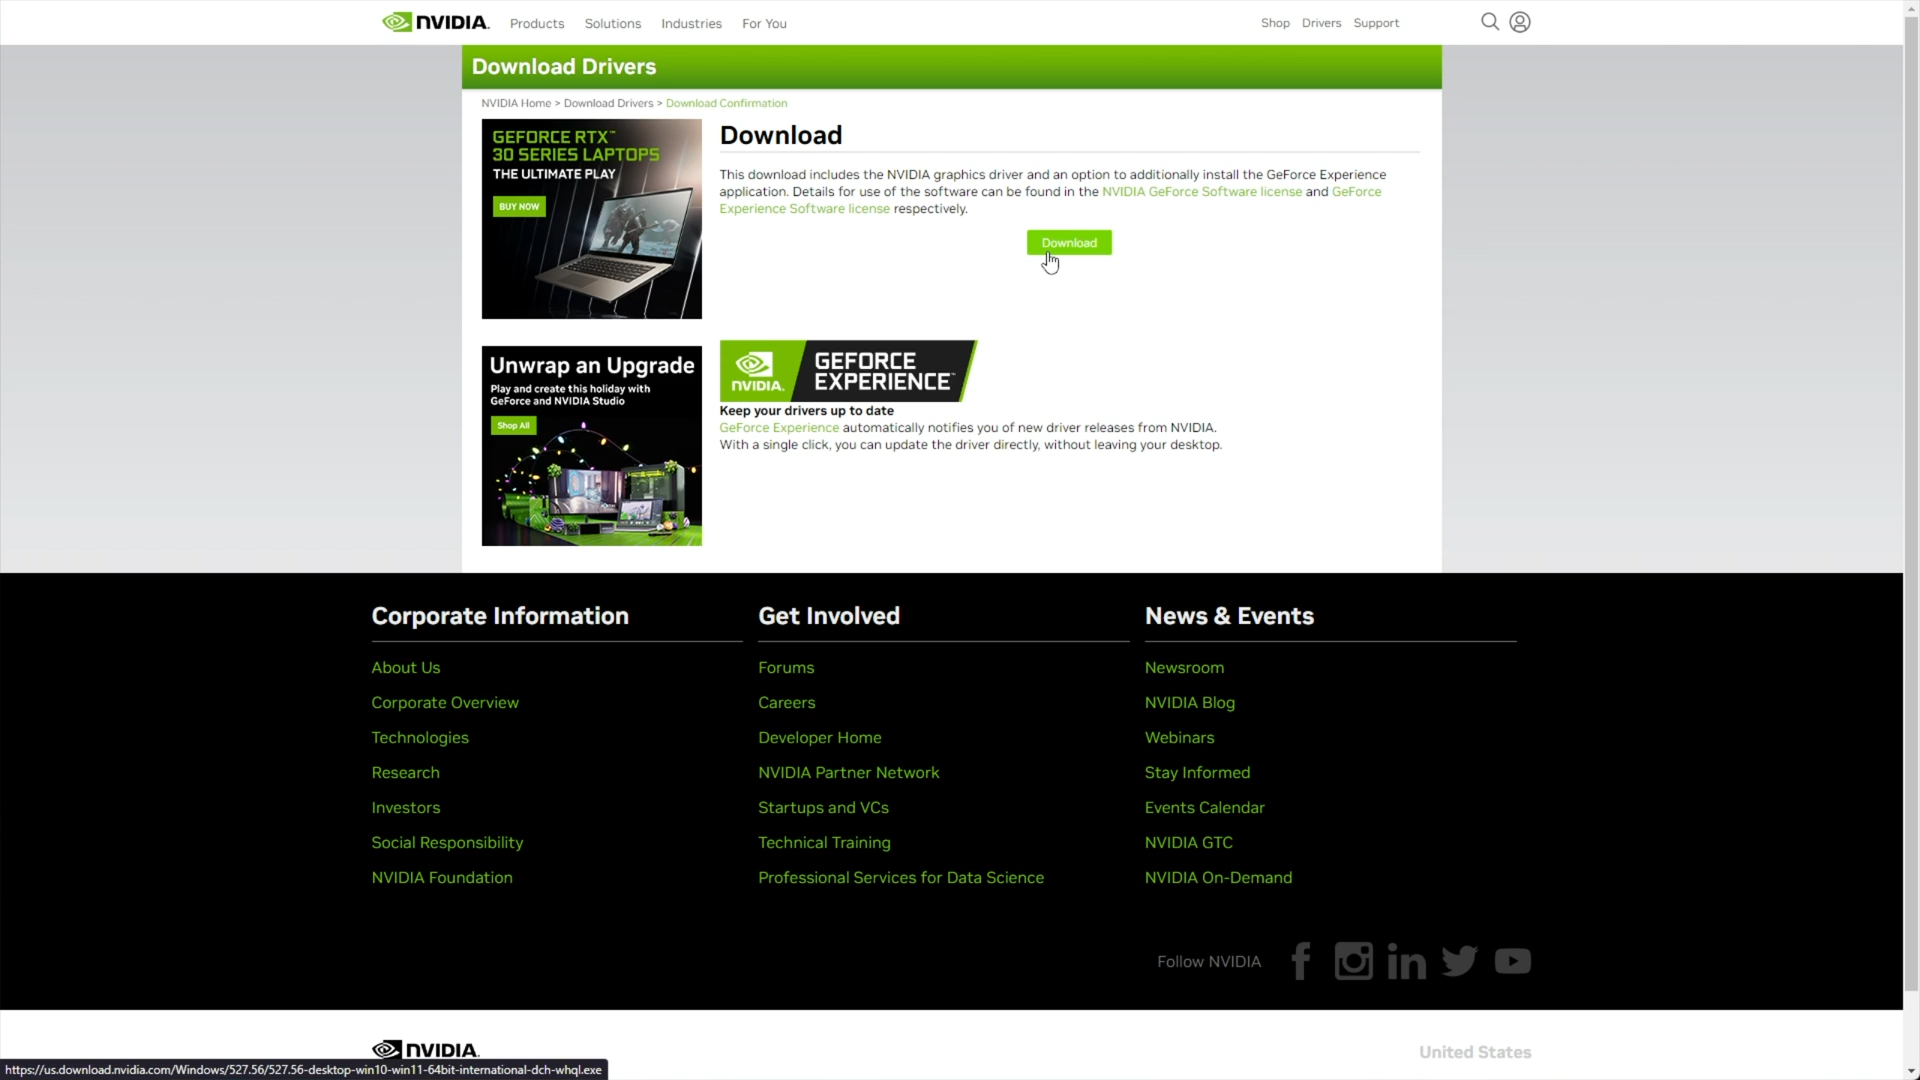 NVIDIA.
Products
Solutions
Industries
For You
Shop
Drivers
Support
Download Drivers
NVIDIA Home > Download Drivers > Download Confirmation
GEFORCE RTX™
30 SERIES LAPTOPS
THE ULTIMATE PLAY
BUY NOW
Download
This download includes the NVIDIA graphics driver and an option to additionally install the GeForce Experience
application. Details for use of the software can be found in the NVIDIA GeForce Software license and GeForce
Experience Software license respectively.
Download
Unwrap an Upgrade
Play and create this holiday with
GeForce and NVIDIA Studio
Shop All
NVIDIA.
GEFORCE
EXPERIENCE™
Keep your drivers up to date
GeForce Experience automatically notifies you of new driver releases from NVIDIA.
With a single click, you can update the driver directly, without leaving your desktop.
Corporate Information
About Us
Corporate Overview
Technologies
Research
Investors
Social Responsibility
NVIDIA Foundation
Get Involved
Forums
Careers
Developer Home
NVIDIA Partner Network
Startups and VCs
Technical Training
Professional Services for Data Science
News & Events
Newsroom
NVIDIA Blog
Webinars
Stay Informed
Events Calendar
NVIDIA GTC
NVIDIA On-Demand
Follow NVIDIA
NVIDIA.
United States
https://us.download.nvidia.com/Windows/527.56/527.56-desktop-win10-win11-64bit-international-dch-whql.exe